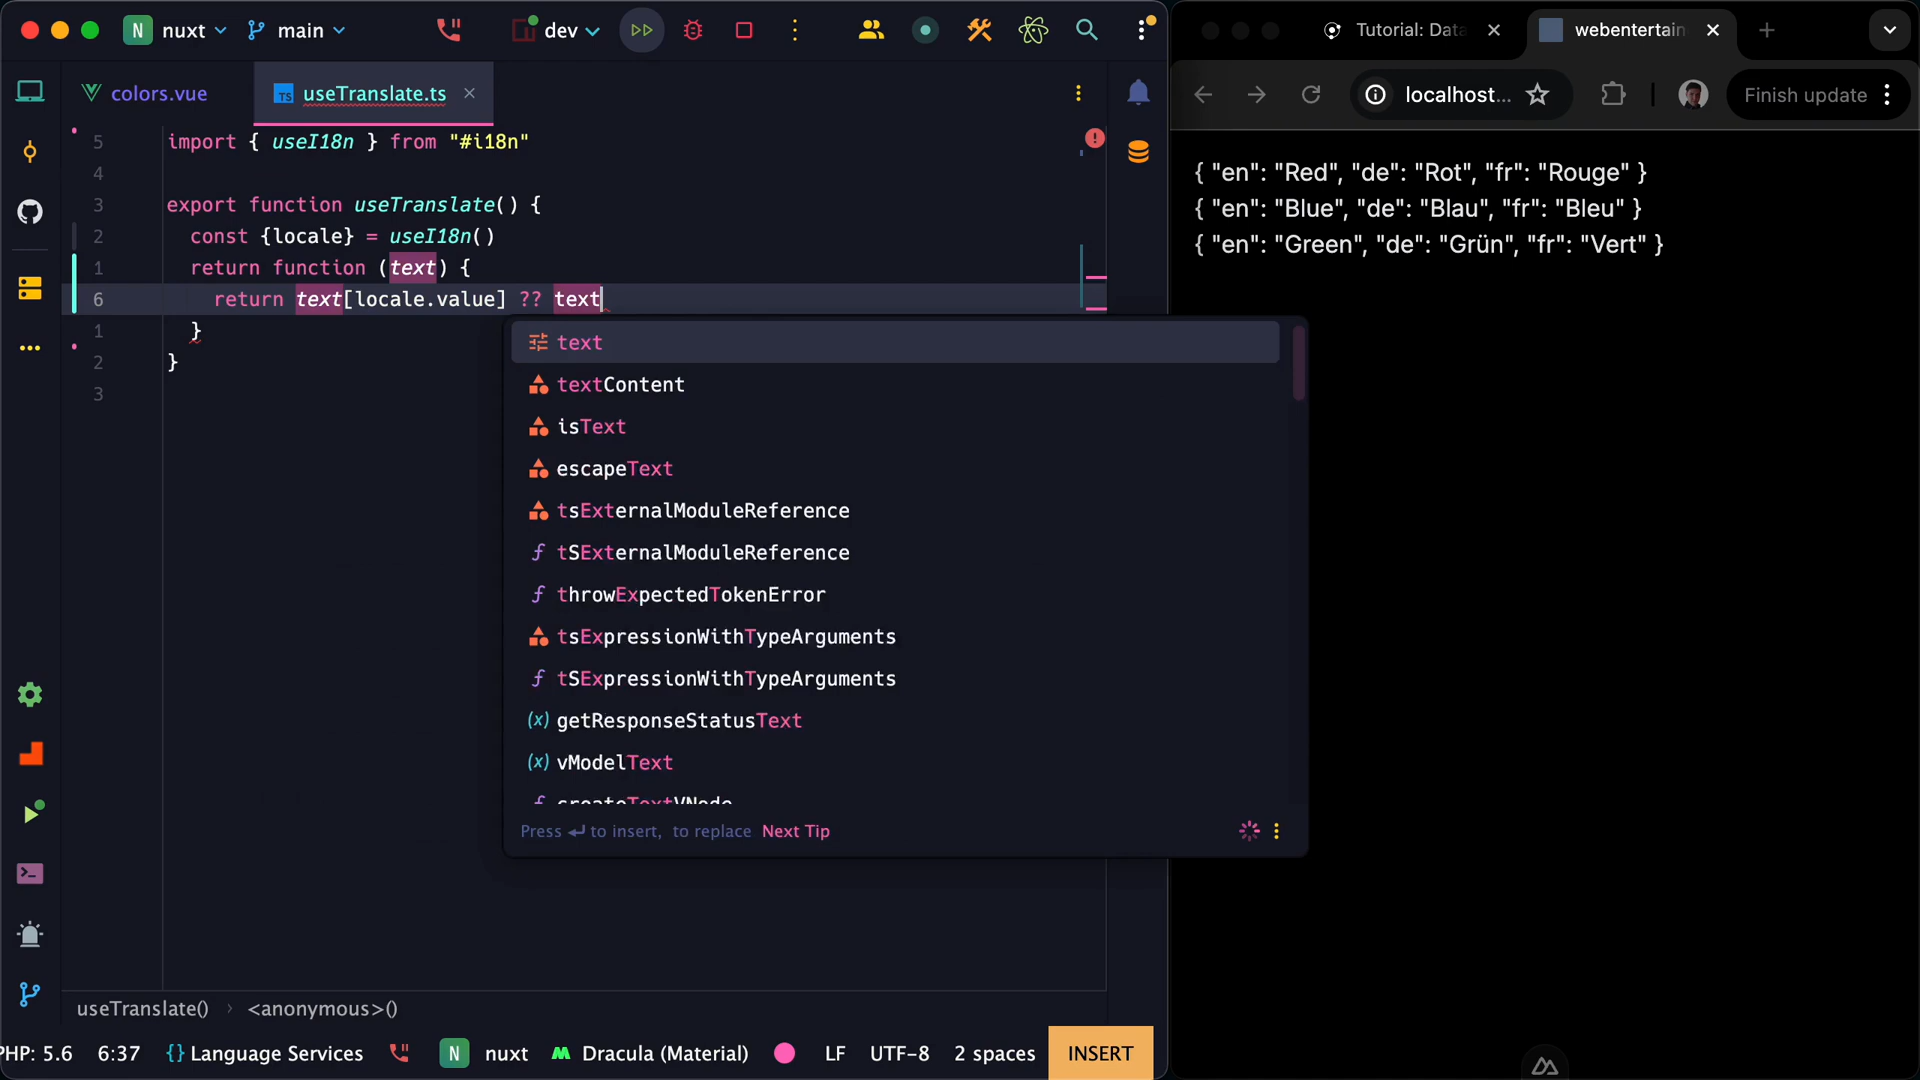 N nuxt main dev
Tutorial: Data webentertain
colors.vue useTranslate.ts
localhost... Finish update
5 import { useI18n } from "#i18n"
4
3 export function useTranslate() {
2 const {locale} = useI18n()
1 return function (text) {
6 return text[locale.value] ?? text
1 }
2 }
3
text
textContent
isText
escapeText
tsExternalModuleReference
tSExternalModuleReference
throwExpectedTokenError
tsExpressionWithTypeArguments
tSExpressionWithTypeArguments
getResponseStatusText
vModelText
createTextVNode
Press ↵ to insert, to replace Next Tip
{ "en": "Red", "de": "Rot", "fr": "Rouge" }
{ "en": "Blue", "de": "Blau", "fr": "Bleu" }
{ "en": "Green", "de": "Grün", "fr": "Vert" }
useTranslate() › <anonymous>()
PHP: 5.6 6:37 {} Language Services N nuxt Dracula (Material) LF UTF-8 2 spaces INSERT